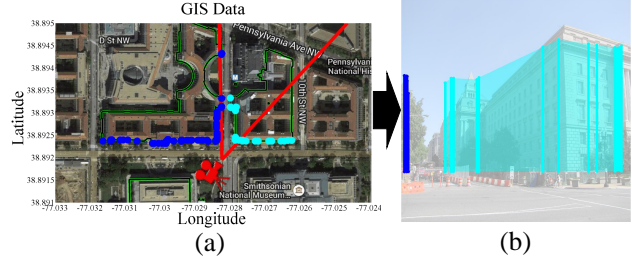 GIS Data
38.895
38.8945
38.894
38.8935
38.893
38.8925
38.892
38.8915
38.891
Latitude
D St NW
Pennsylvania Ave NW
Pennsylv
National His
10th St NW
Smithsonian
National Museum...
-77.033 -77.032 -77.031 -77.03 -77.029 -77.028 -77.027 -77.026 -77.025 -77.024
Longitude
(a)
(b)